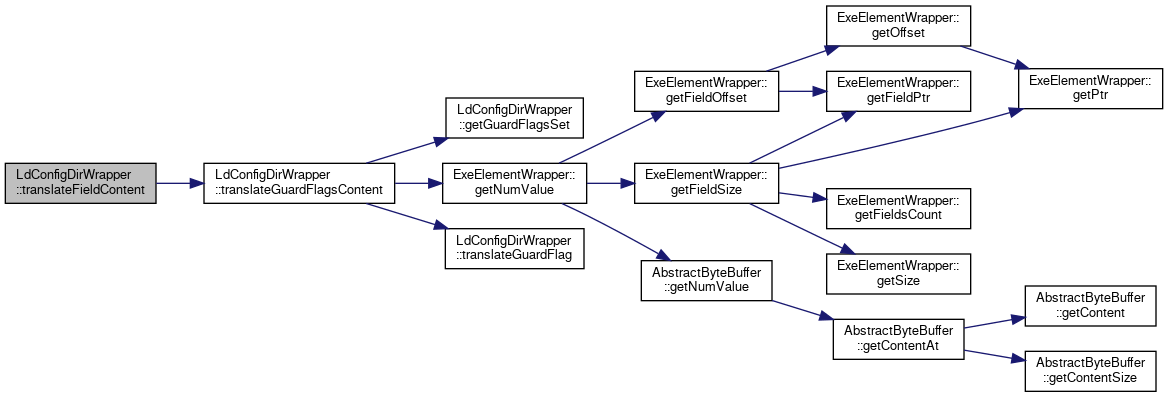 LdConfigDirWrapper
::translateFieldContent
LdConfigDirWrapper
::translateGuardFlagsContent
LdConfigDirWrapper
::getGuardFlagsSet
ExeElementWrapper::
getNumValue
LdConfigDirWrapper
::translateGuardFlag
ExeElementWrapper::
getFieldOffset
ExeElementWrapper::
getFieldSize
AbstractByteBuffer
::getNumValue
ExeElementWrapper::
getOffset
ExeElementWrapper::
getFieldPtr
ExeElementWrapper::
getFieldsCount
ExeElementWrapper::
getSize
AbstractByteBuffer
::getContentAt
ExeElementWrapper::
getPtr
AbstractByteBuffer
::getContent
AbstractByteBuffer
::getContentSize